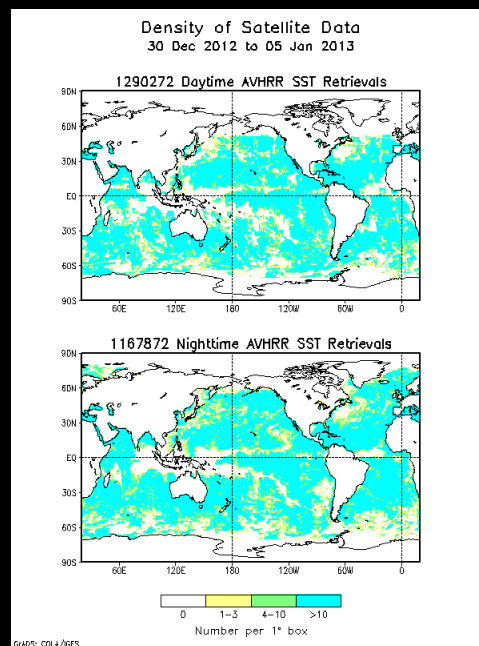 Density of Satellite Data
30 Dec 2012 to 05 Jan 2013
1290272 Daytime AVHRR SST Retrievals
90N
60N
30N
EQ
30S
60S
90S
60E 120E 180 120W 60W 0
1167872 Nighttime AVHRR SST Retrievals
90N
60N
30N
EQ
30S
60S
90S
60E 120E 180 120W 60W 0
0 1-3 4-10 >10
Number per 1° box
GrADS: COLA/IGES